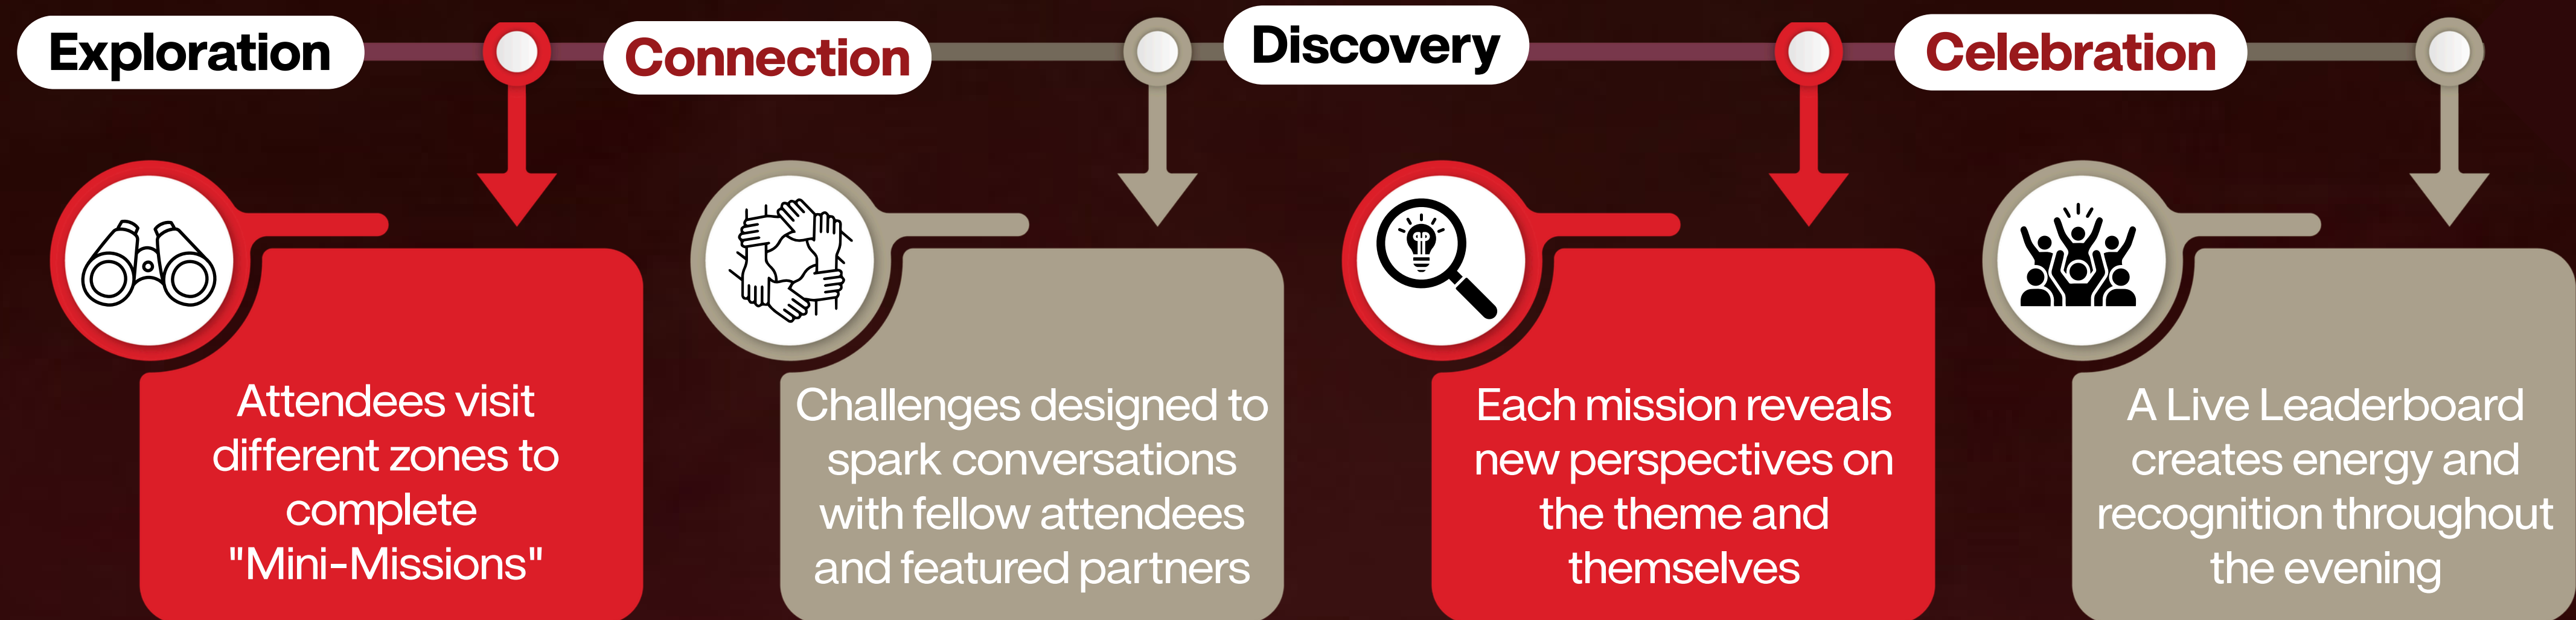 Exploration
Connection
Discovery
Celebration
Attendees visit
different zones to
complete
"Mini-Missions"
Challenges designed to
spark conversations
with fellow attendees
and featured partners
Each mission reveals
new perspectives on
the theme and
themselves
A Live Leaderboard
creates energy and
recognition throughout
the evening